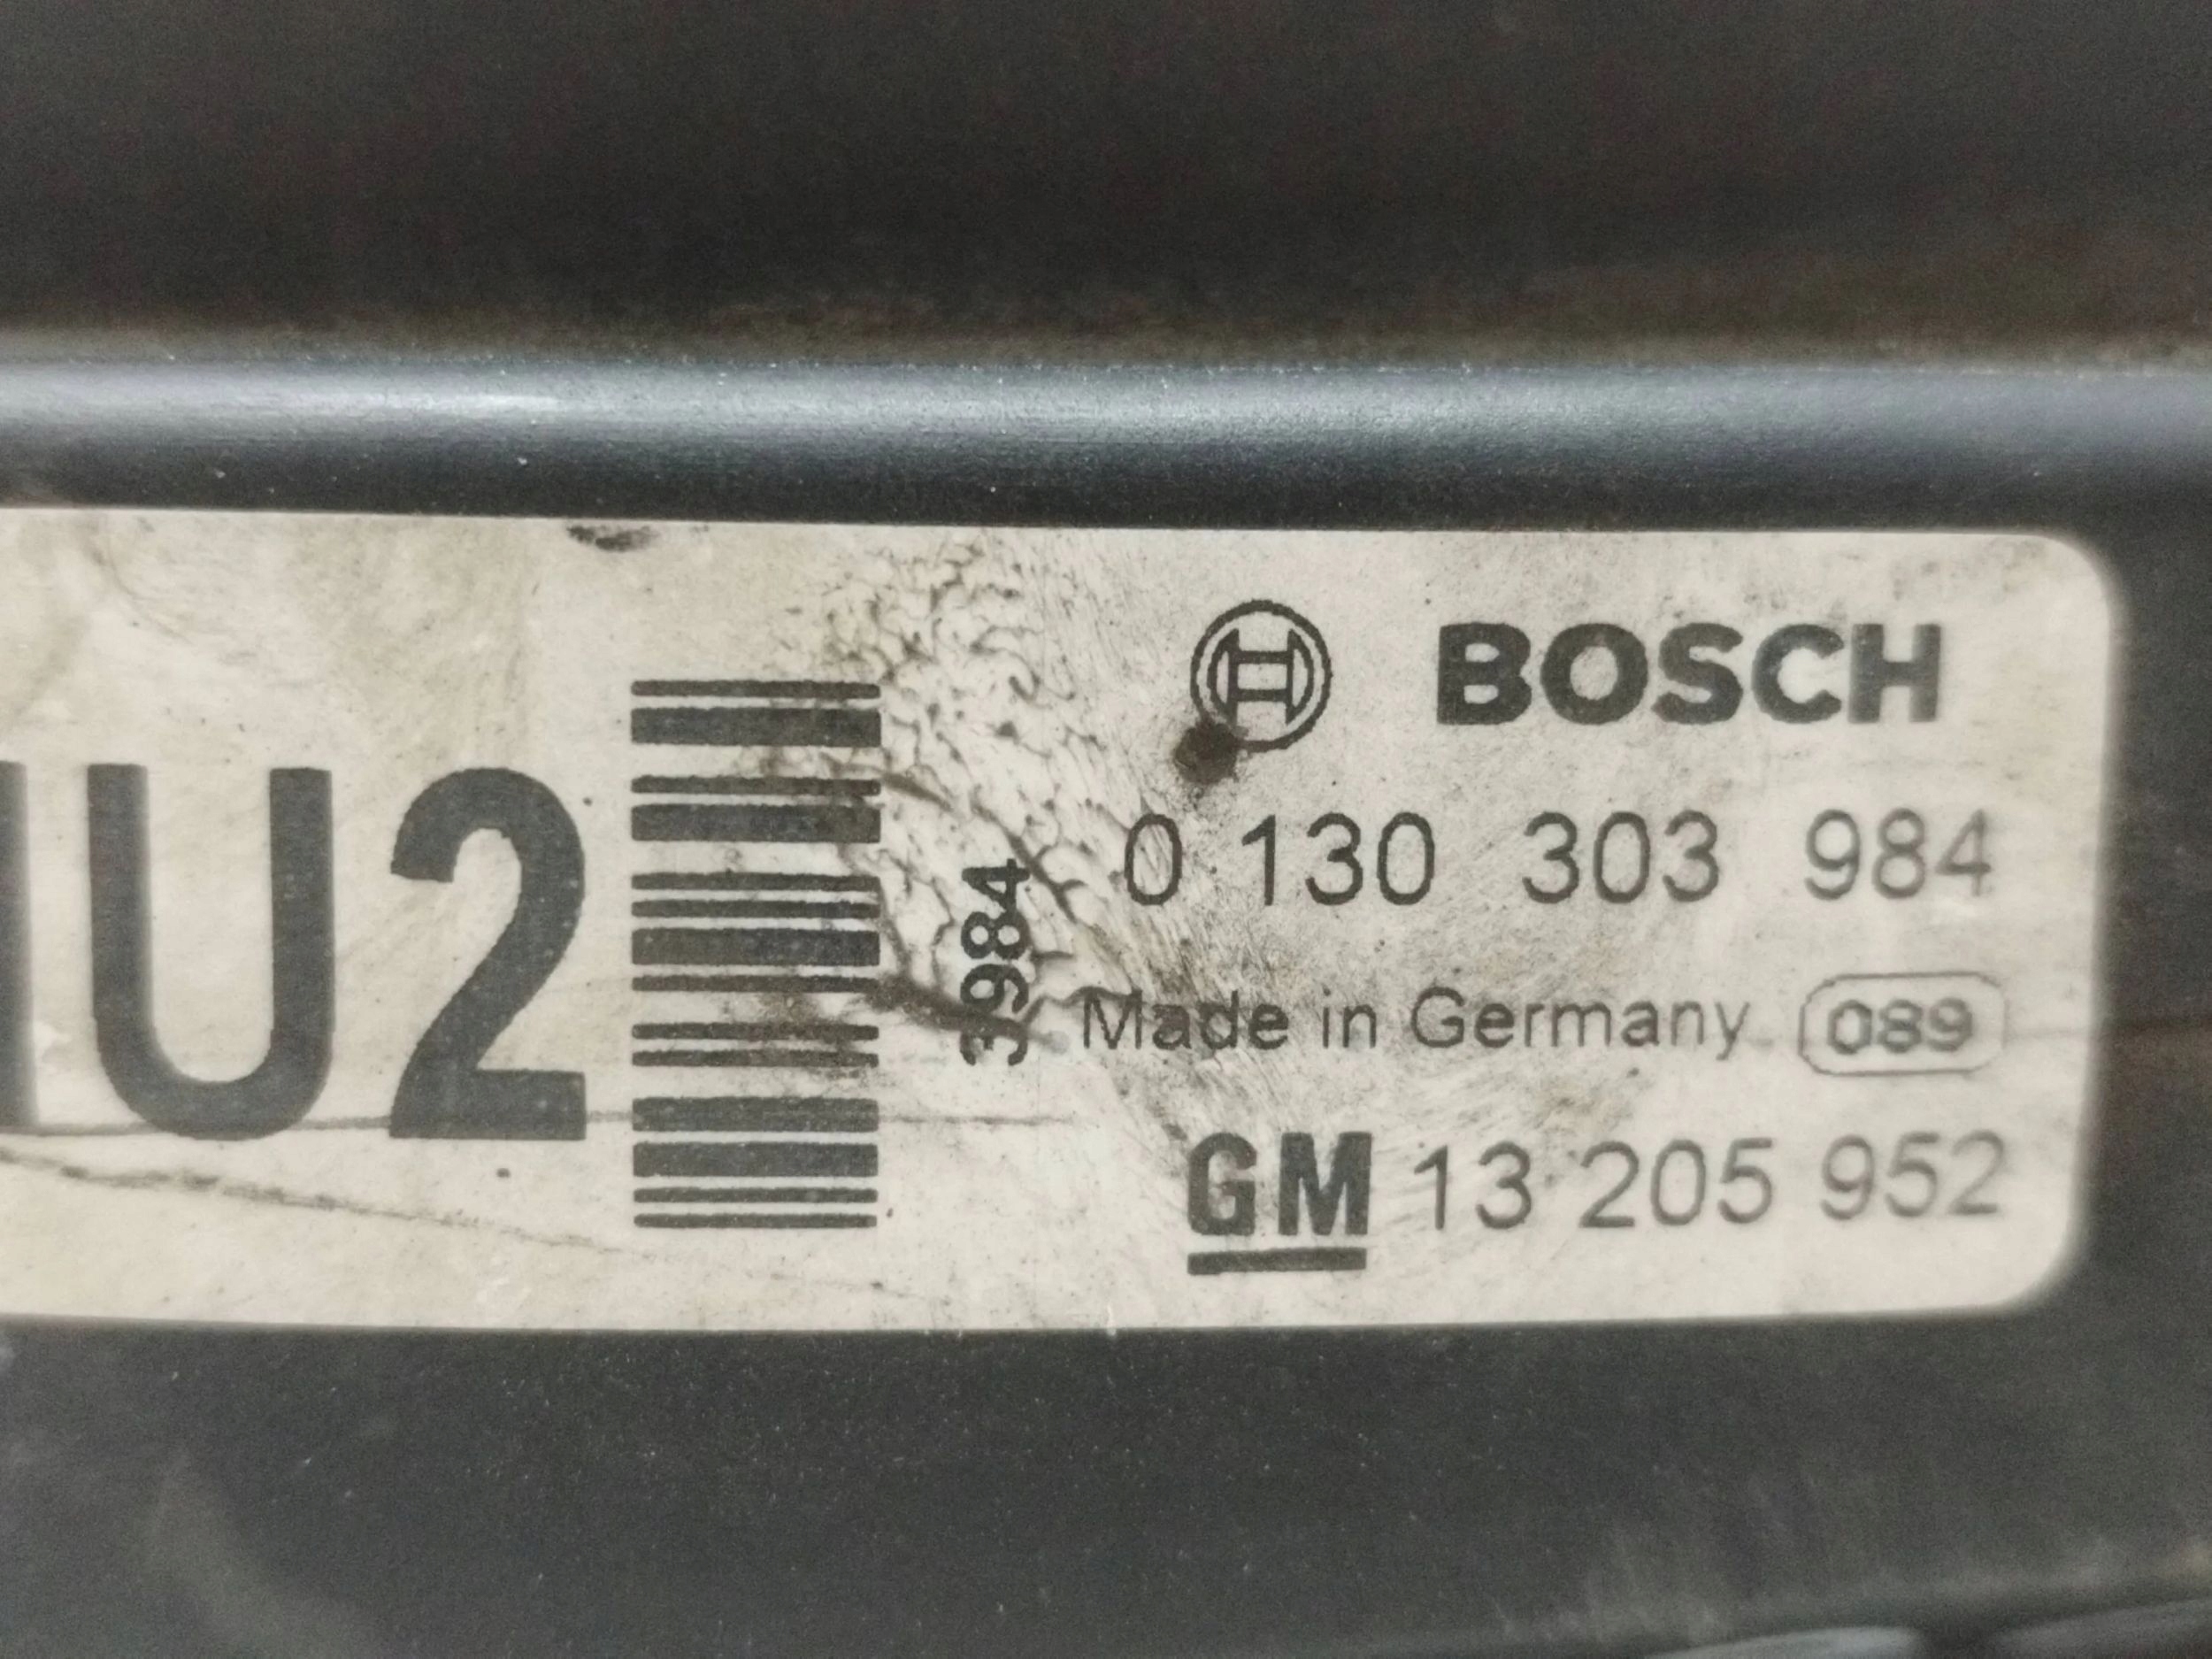 U2
3984
BOSCH
0 130 303 984
Made in Germany 089
GM 13 205 952